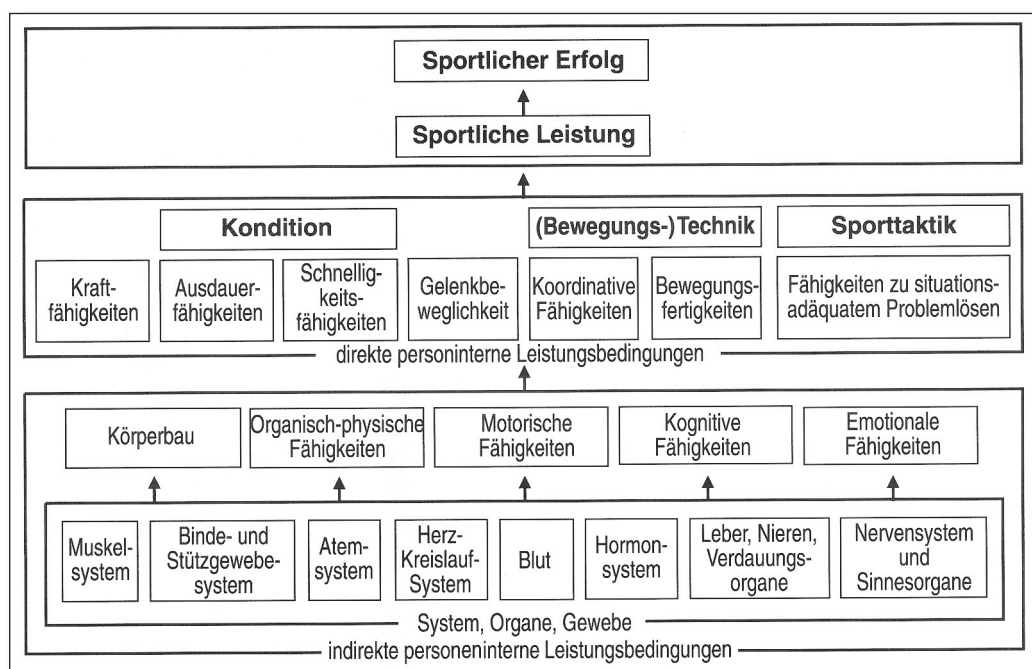 Sportlicher Erfolg
Sportliche Leistung
Kondition
(Bewegungs-) Technik
Sporttaktik
Kraft-
fähigkeiten
Ausdauer-
fähigkeiten
Schnellig-
keits-
fähigkeiten
Gelenkbe-
weglichkeit
Koordinative
Fähigkeiten
Bewegungs-
fertigkeiten
Fähigkeiten zu situations-
adäquatem Problemlösen
direkte personinterne Leistungsbedingungen
Körperbau
Organisch-physische
Fähigkeiten
Motorische
Fähigkeiten
Kognitive
Fähigkeiten
Emotionale
Fähigkeiten
Muskel-
system
Binde- und
Stützgewebe-
system
Atem-
system
Herz-
Kreislauf-
System
Blut
Hormon-
system
Leber, Nieren,
Verdauungs-
organe
Nervensystem
und
Sinnesorgane
System, Organe, Gewebe
indirekte personeninterne Leistungsbedingungen